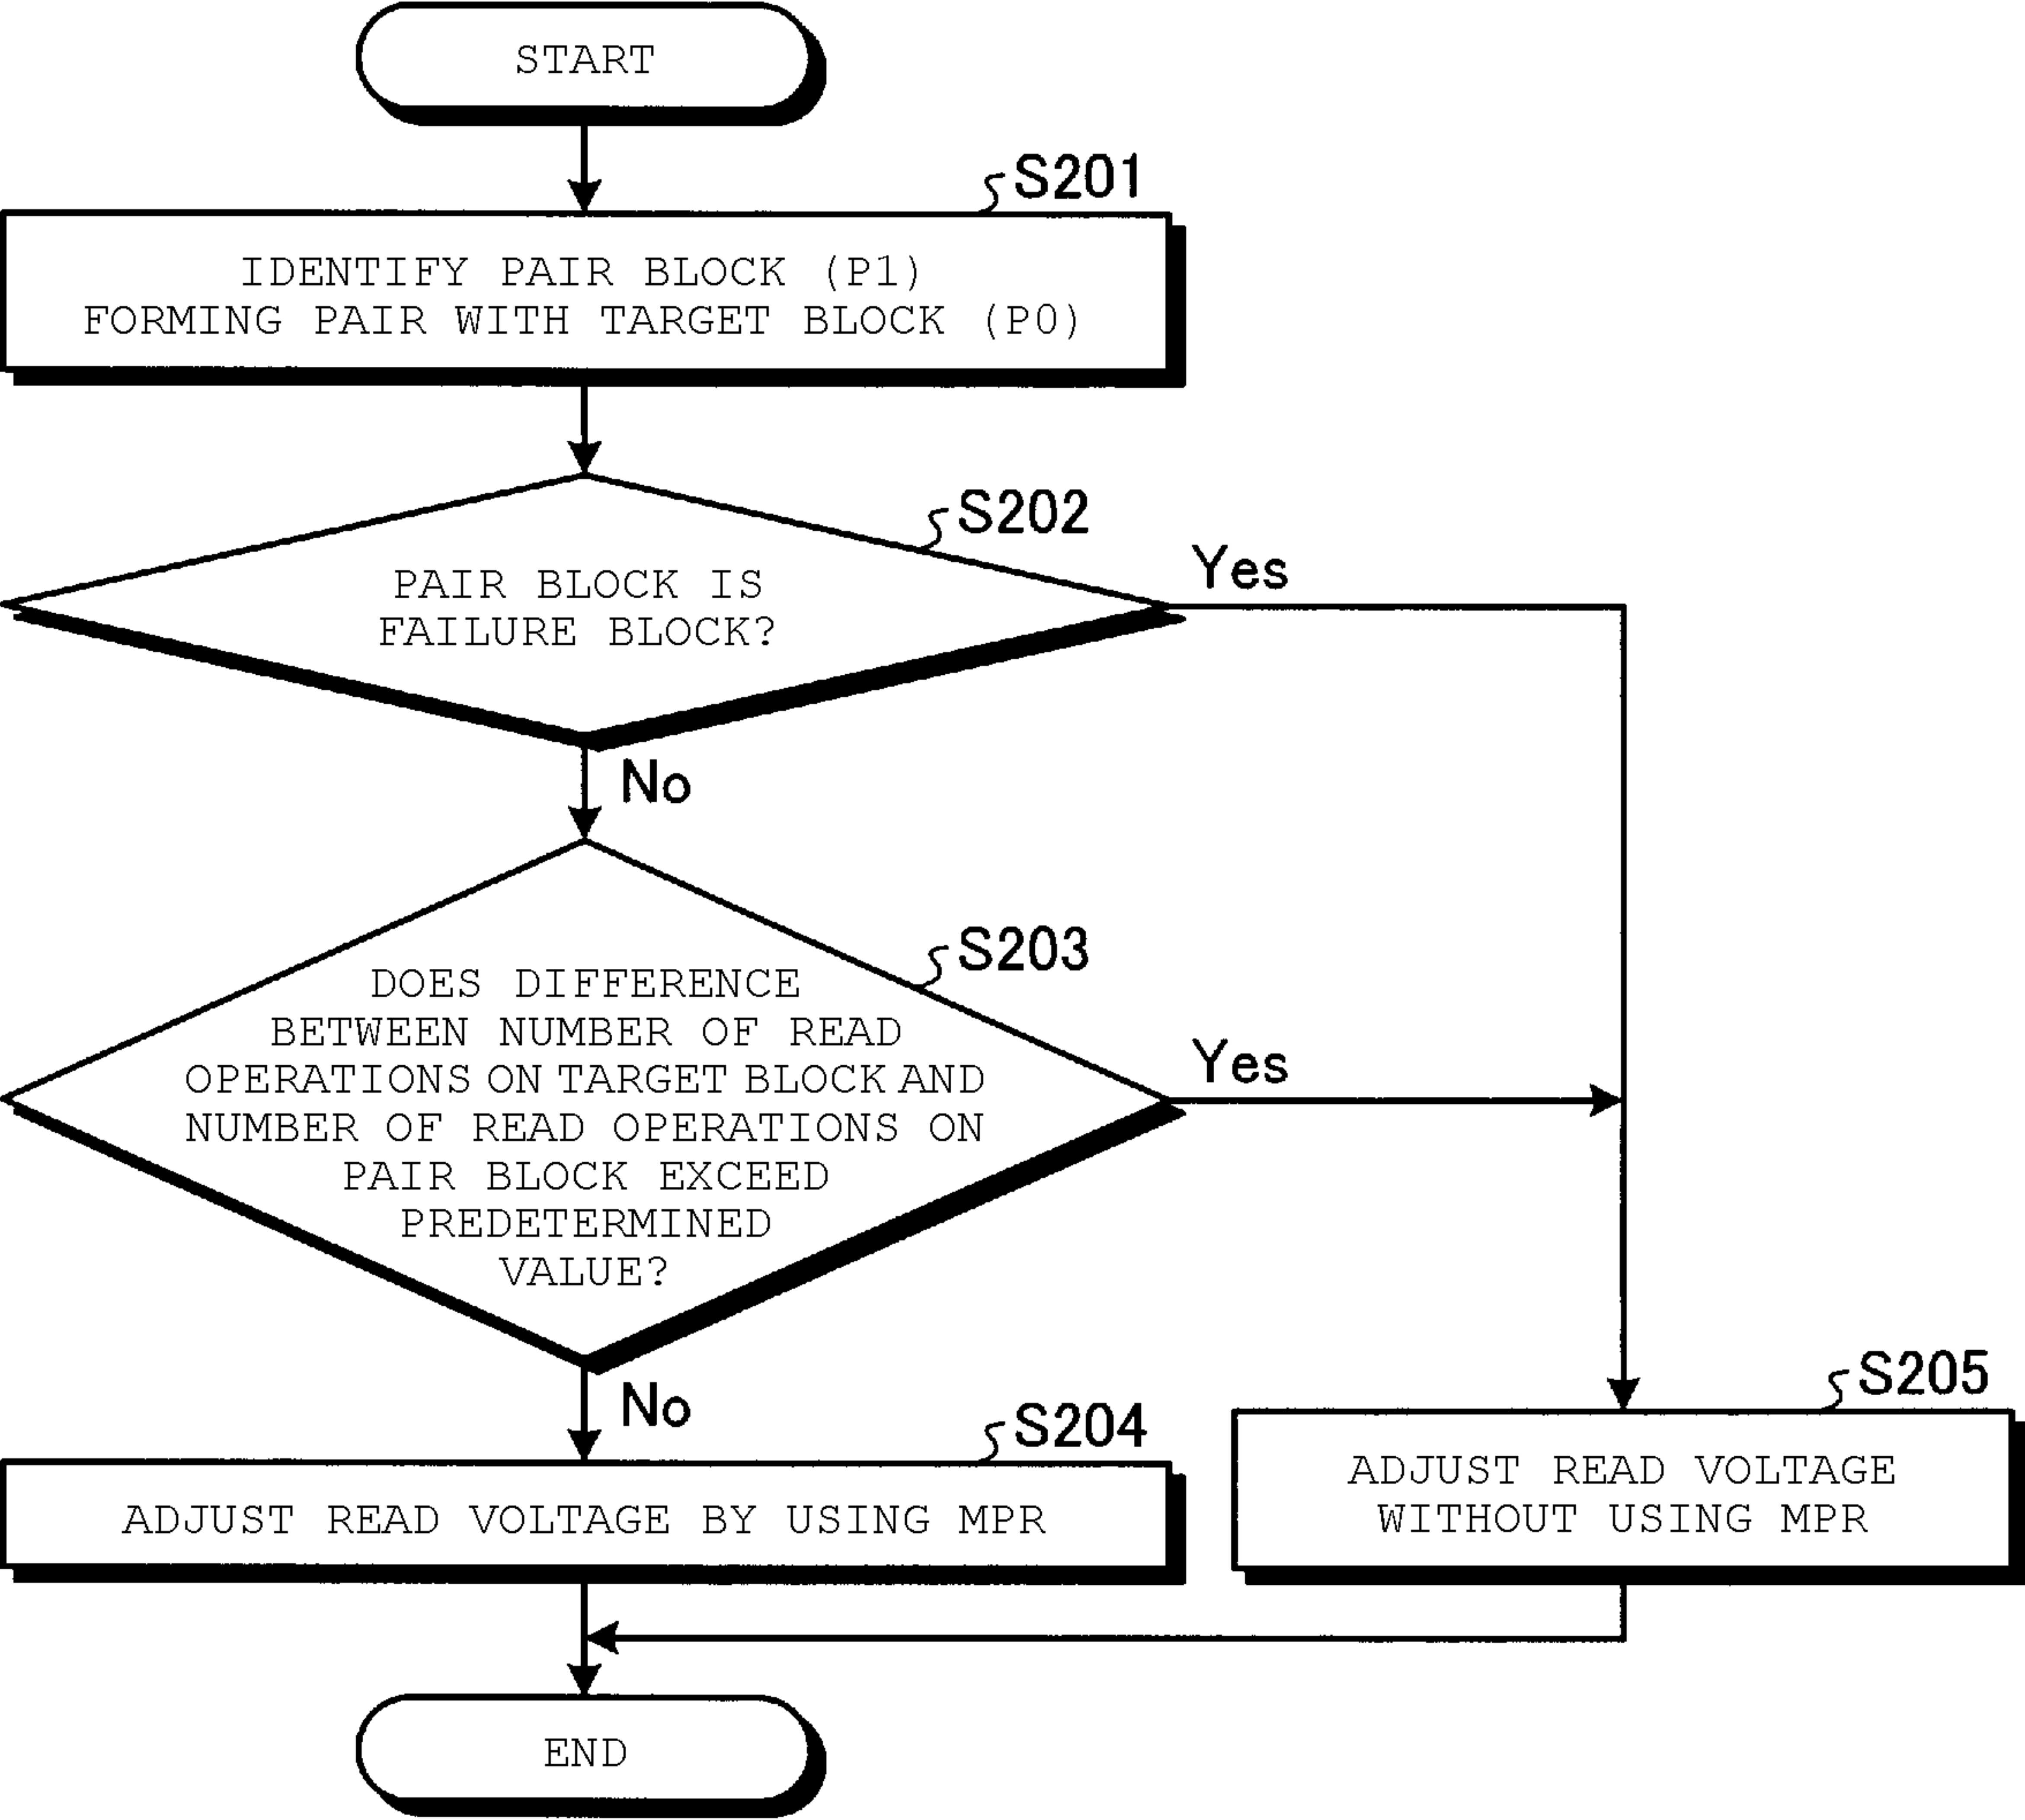 START
S201
IDENTIFY PAIR BLOCK (P1)
FORMING PAIR WITH TARGET BLOCK (P0)
S202
PAIR BLOCK IS
FAILURE BLOCK?
Yes
No
S203
DOES DIFFERENCE
BETWEEN NUMBER OF READ
OPERATIONS ON TARGET BLOCK AND
NUMBER OF READ OPERATIONS ON
PAIR BLOCK EXCEED
PREDETERMINED
VALUE?
Yes
No
S204
ADJUST READ VOLTAGE BY USING MPR
S205
ADJUST READ VOLTAGE
WITHOUT USING MPR
END